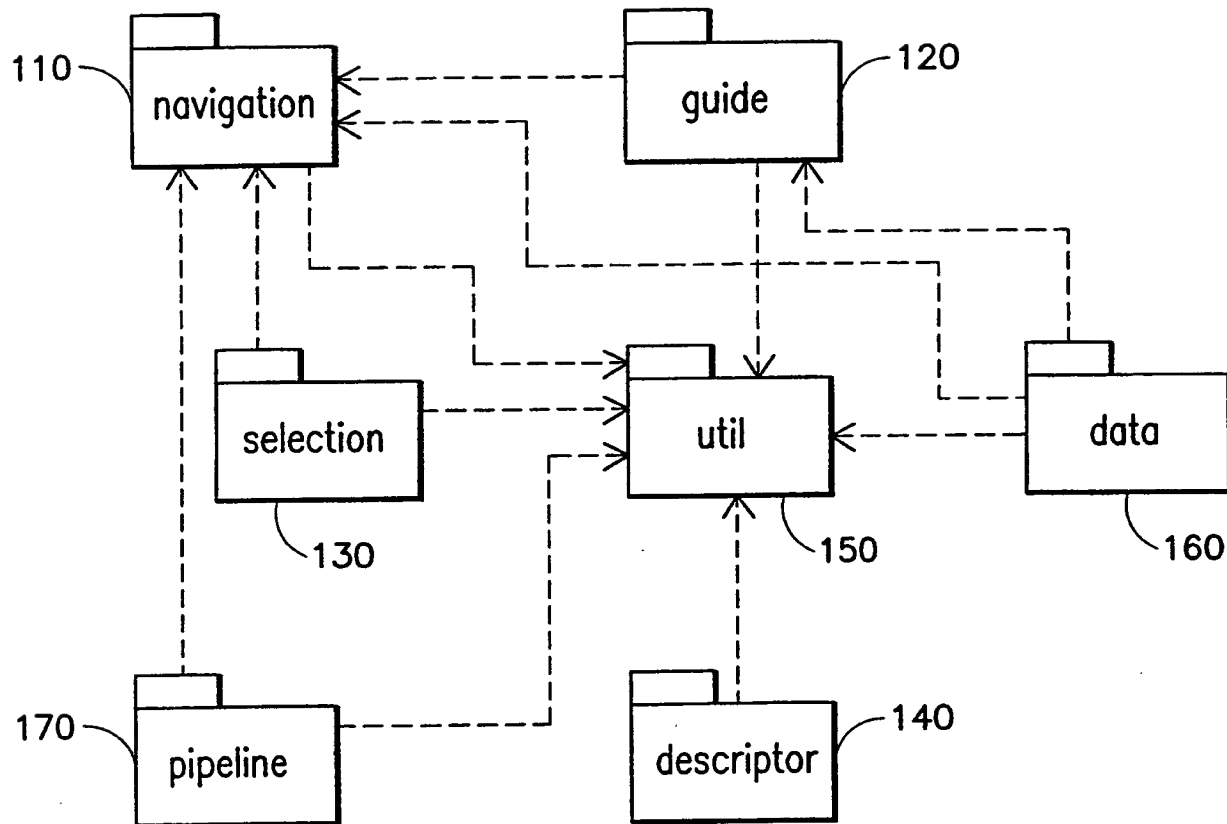 110
navigation
guide
120
selection
130
util
150
data
160
170
pipeline
descriptor
140